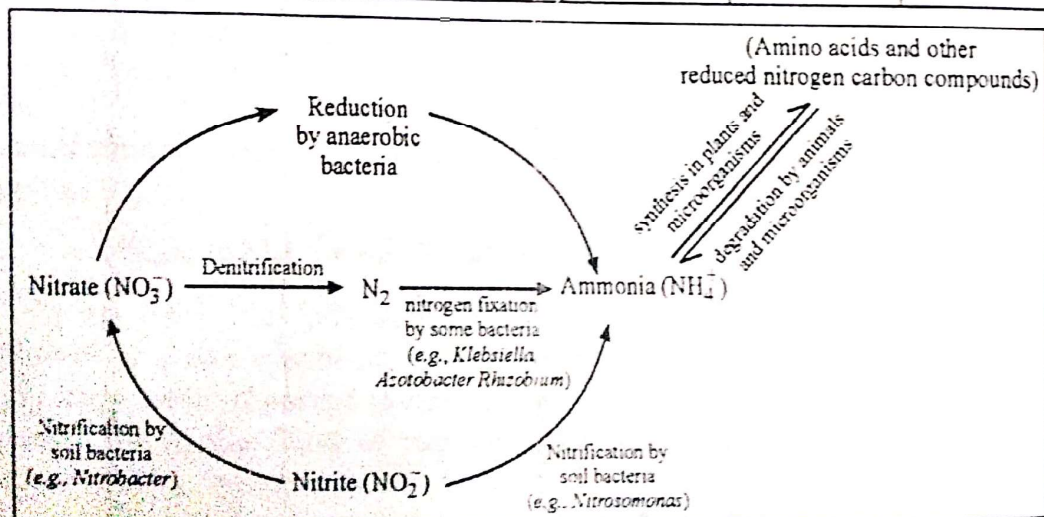 (Amino acids and other
reduced nitrogen carbon compounds)
Reduction
by anaerobic
bacteria
synthesis in plants and
microorganisms
degradation by animals
and microorganisms
Nitrate (NO₃⁻)
Denitrification
N₂
nitrogen fixation
by some bacteria
(e.g., Klebsiella
Azotobacter Rhizobium)
Ammonia (NH₄⁻)
Nitrification by
soil bacteria
(e.g., Nitrobacter)
Nitrite (NO₂⁻)
Nitrification by
soil bacteria
(e.g., Nitrosomonas)